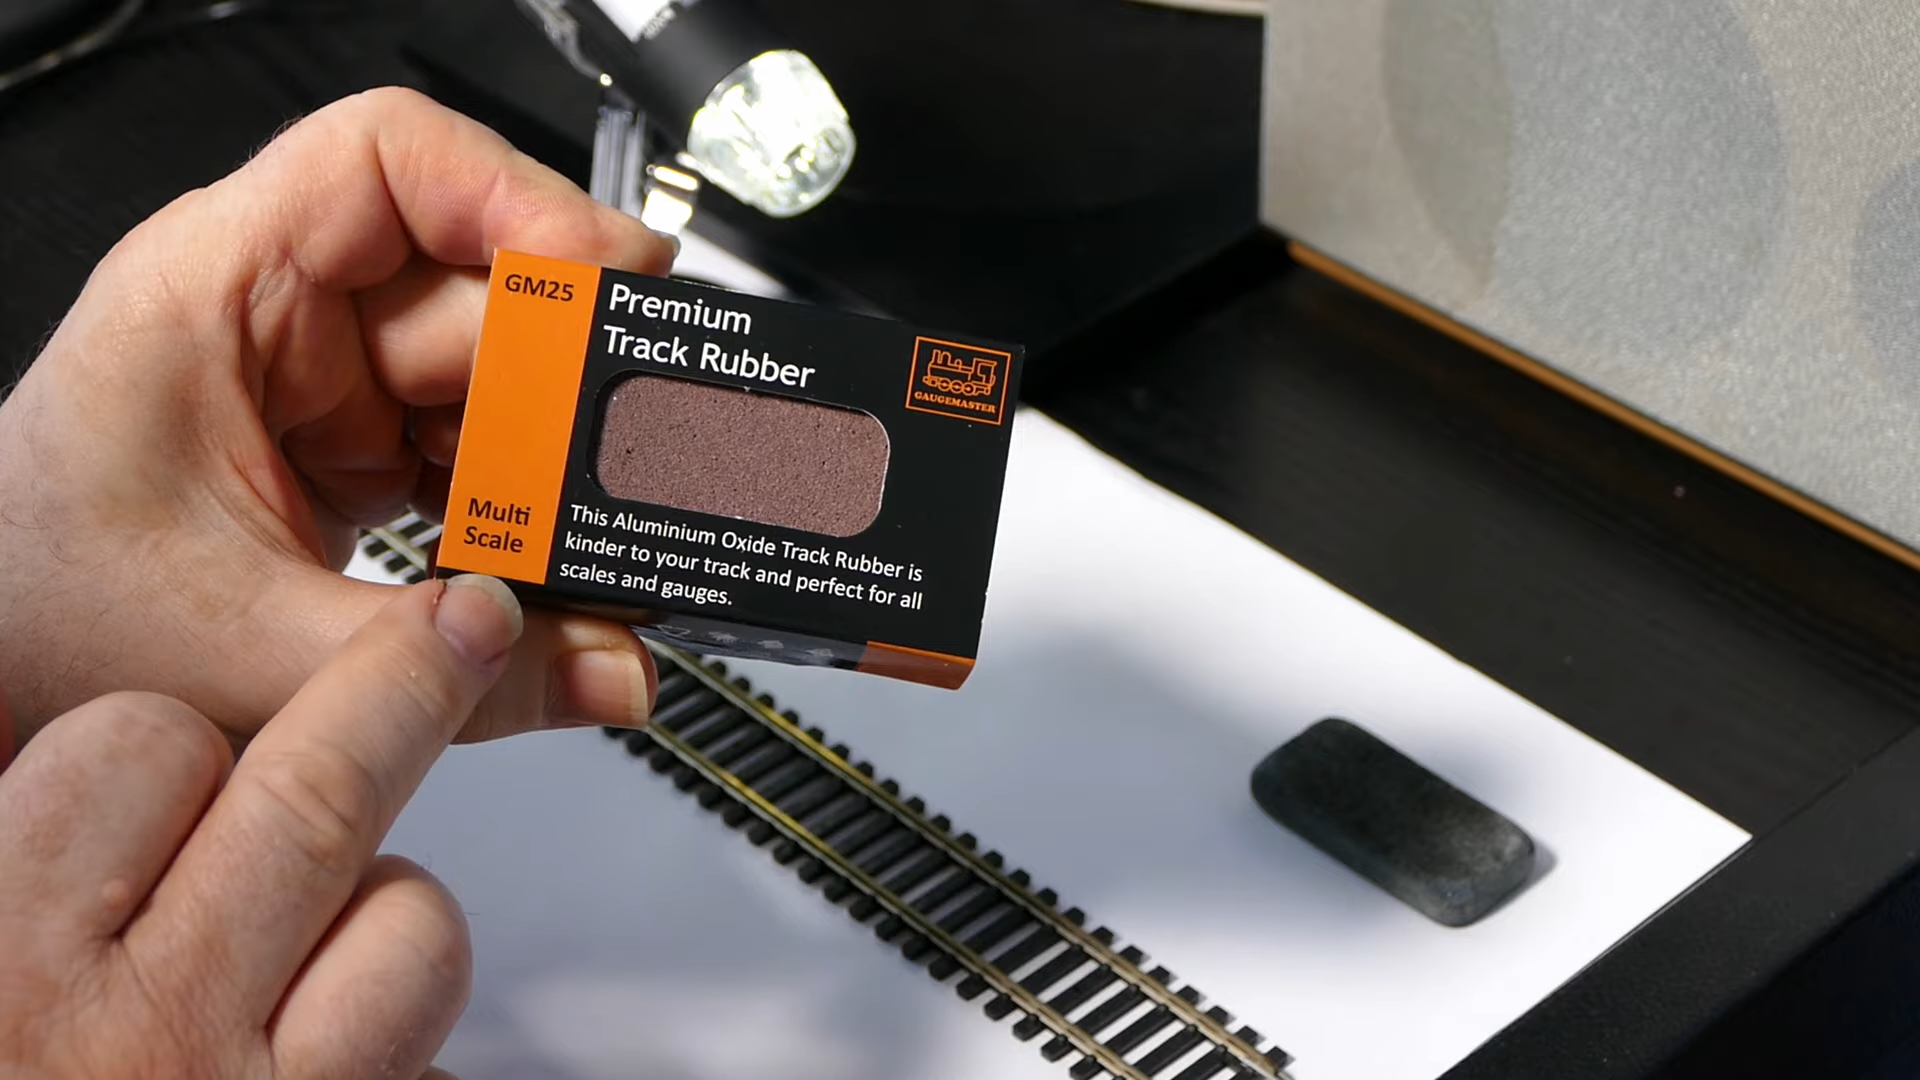 GM25
Premium
Track Rubber
GAUGEMASTER
Multi
Scale
This Aluminium Oxide Track Rubber is
kinder to your track and perfect for all
scales and gauges.